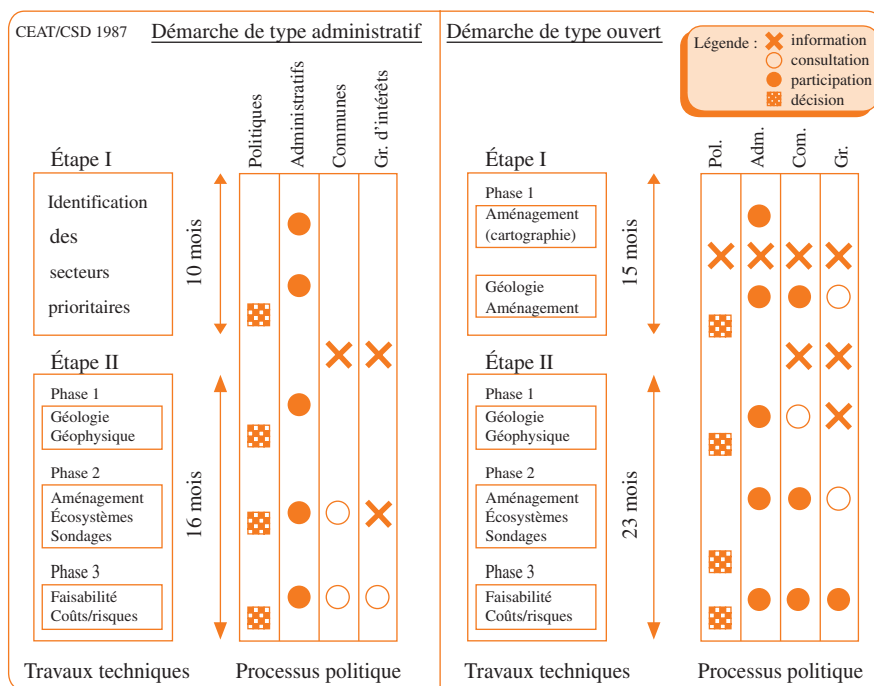 CEAT/CSD 1987
Démarche de type administratif
Politiques
Administratifs
Communes
Gr. d'intérêts
Étape I
Identification
des
secteurs
prioritaires
10 mois
Étape II
Phase 1
Géologie
Géophysique
Phase 2
Aménagement
Écosystèmes
Sondages
Phase 3
Faisabilité
Coûts/risques
16 mois
Travaux techniques
Processus politique
Démarche de type ouvert
Légende :
information
consultation
participation
décision
Pol.
Adm.
Com.
Gr.
Étape I
Phase 1
Aménagement
(cartographie)
Géologie
Aménagement
15 mois
Étape II
Phase 1
Géologie
Géophysique
Phase 2
Aménagement
Écosystèmes
Sondages
Phase 3
Faisabilité
Coûts/risques
23 mois
Travaux techniques
Processus politique